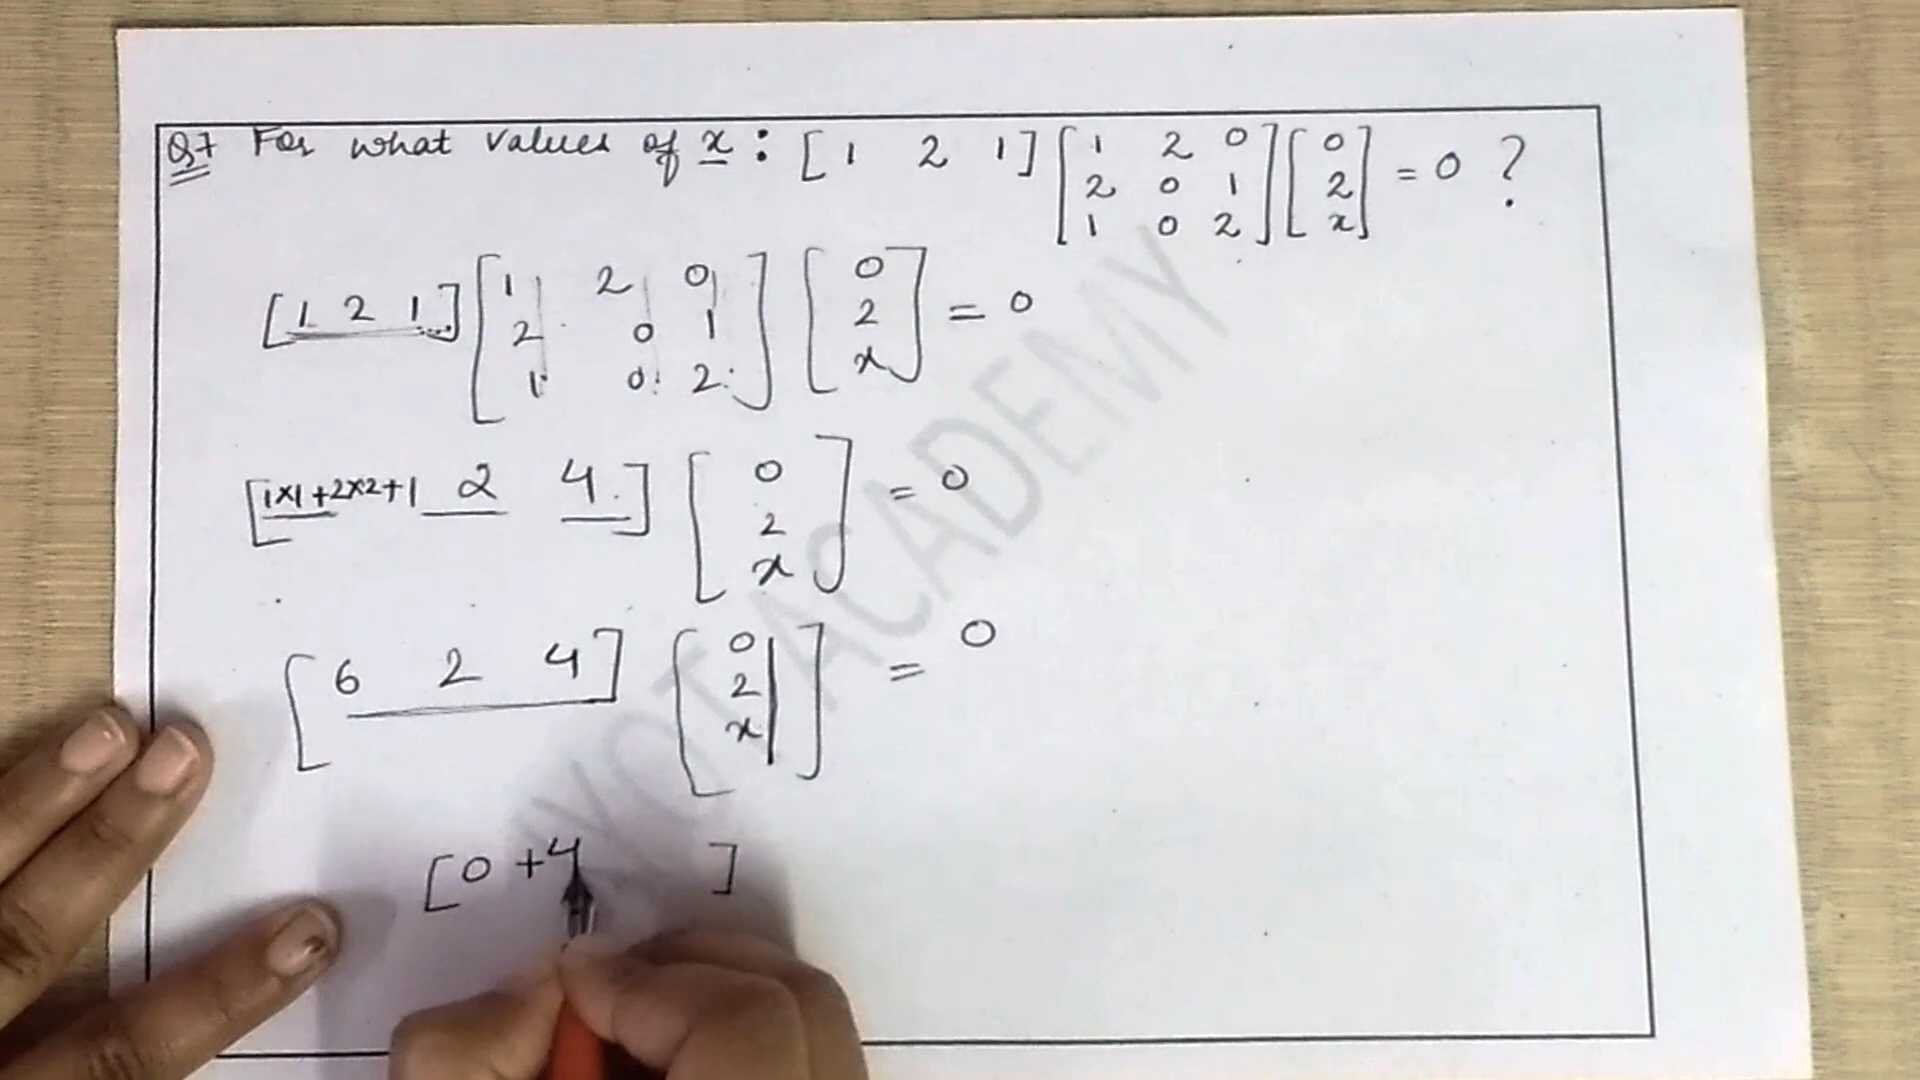 Q7 For what values of x : [ 1 2 1 ] [ 1 2 0 ] [ 0 ] = 0 ?
2 0 1 2
1 0 2 x
[ 1 2 1 ] [ 1 2 0 ] [ 0 ] = 0
2 0 1 2
1 0 2 x
[ 1×1+2×2+1 2 4 ] [ 0 ] = 0
2
x
[ 6 2 4 ] [ 0 ] = 0
2
x
[ 0 + 4 ]
ACADEMY